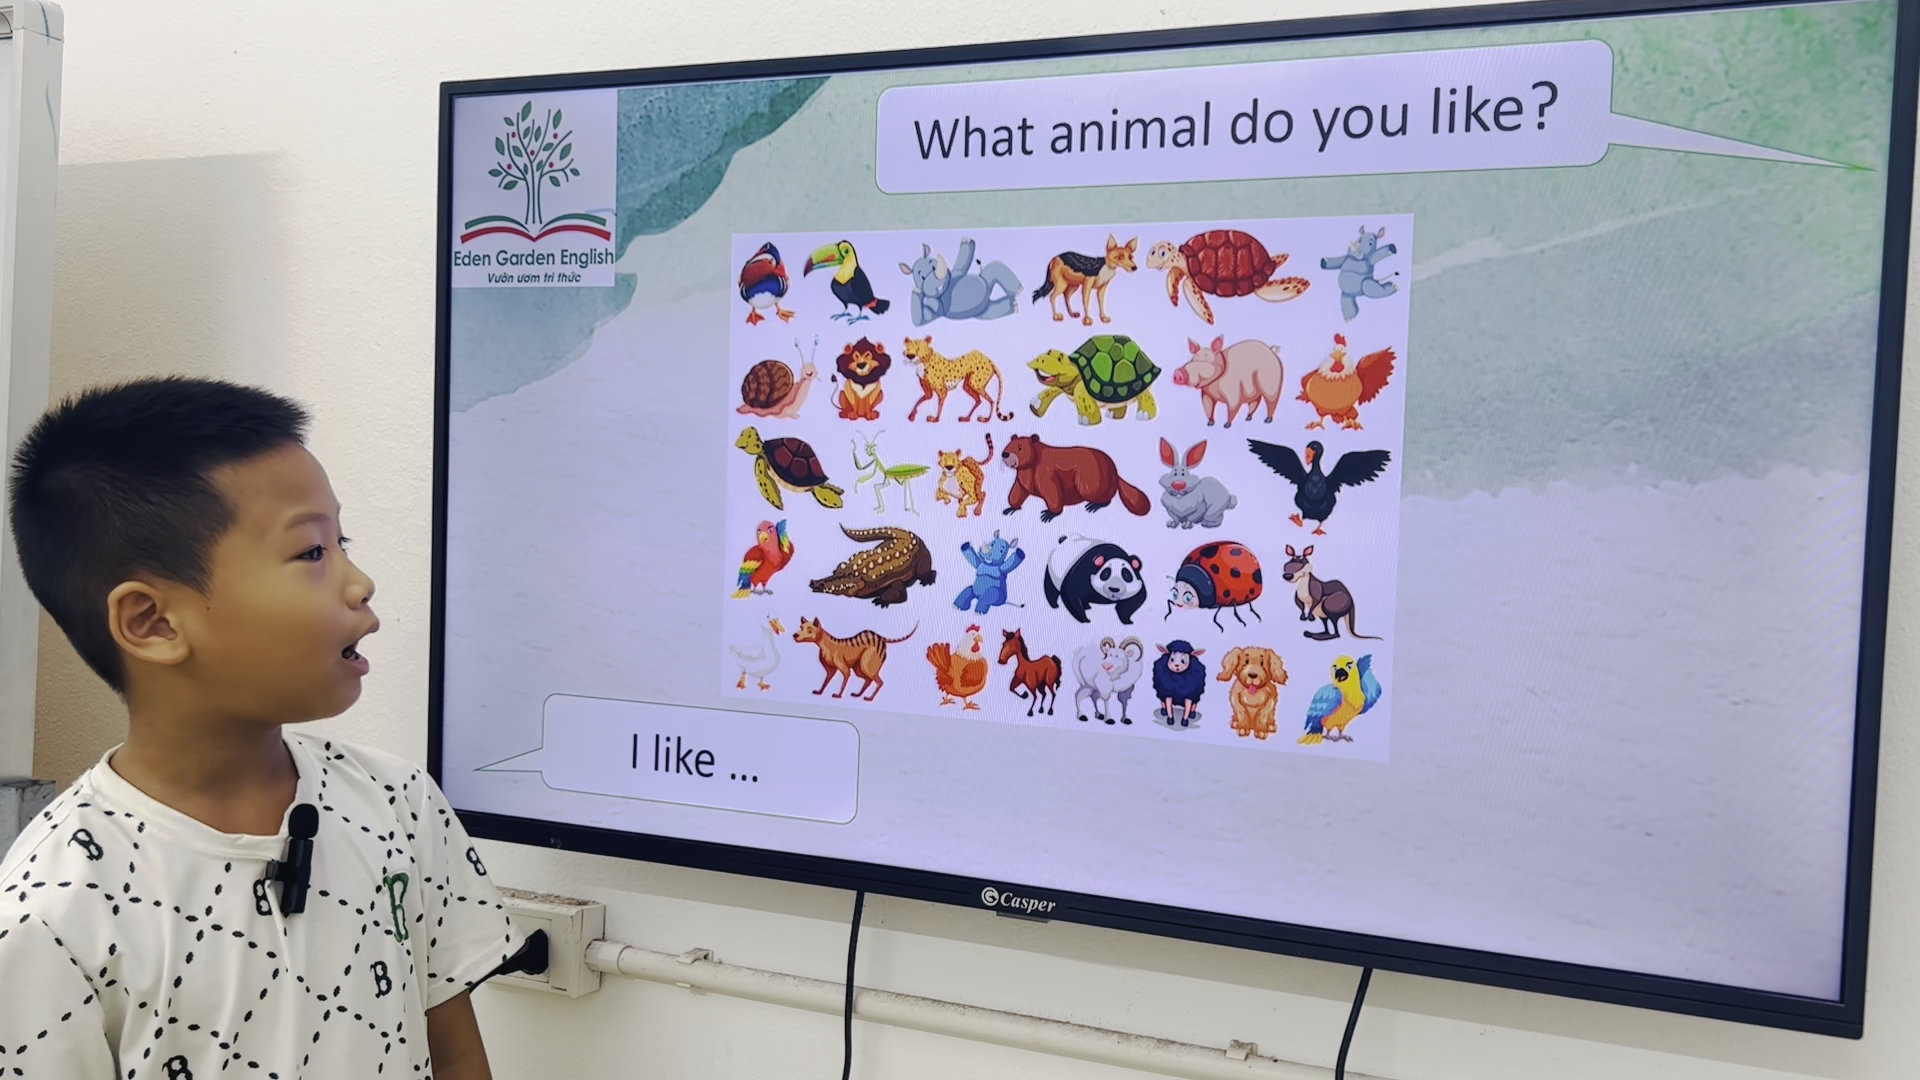 What animal do you like?
Eden Garden English
Vườn ươm tri thức
I like ...
Casper
B
B
B
B
B
B